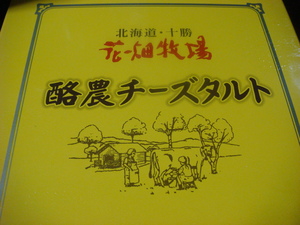 北海道・十勝
花畑牧場
酪農チーズタルト